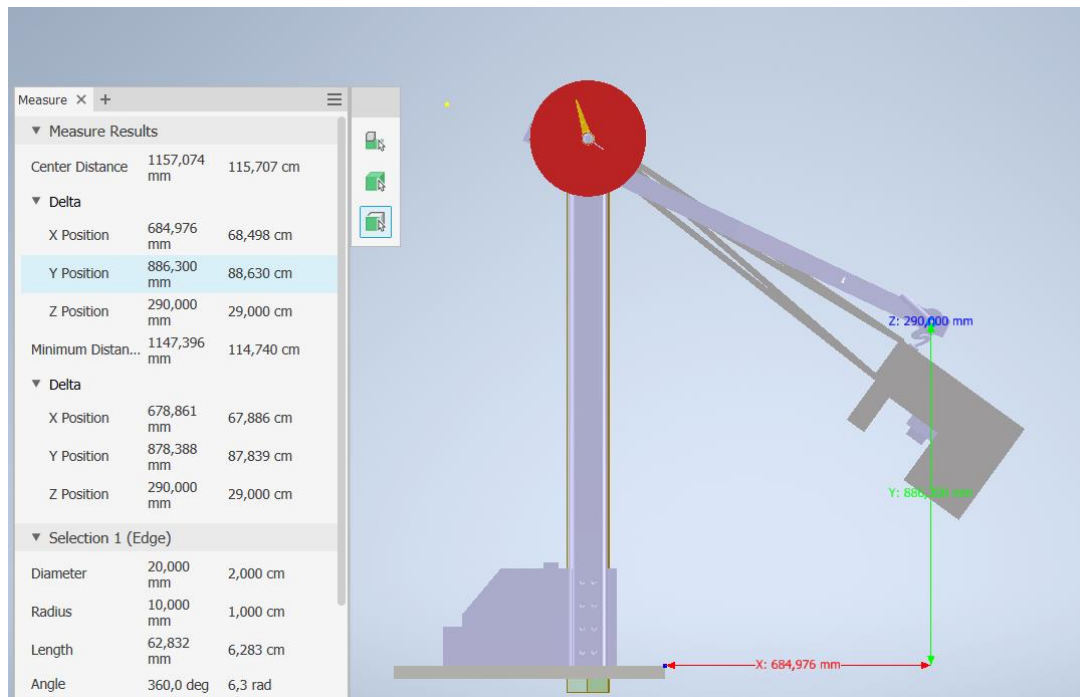 Measure
Measure Results
Center Distance 1157,074 mm 115,707 cm
Delta
X Position 684,976 mm 68,498 cm
Y Position 886,300 mm 88,630 cm
Z Position 290,000 mm 29,000 cm
Minimum Distan... 1147,396 mm 114,740 cm
Delta
X Position 678,861 mm 67,886 cm
Y Position 878,388 mm 87,839 cm
Z Position 290,000 mm 29,000 cm
Selection 1 (Edge)
Diameter 20,000 mm 2,000 cm
Radius 10,000 mm 1,000 cm
Length 62,832 mm 6,283 cm
Angle 360,0 deg 6,3 rad
Z: 290,000 mm
Y: 886,300 mm
X: 684,976 mm